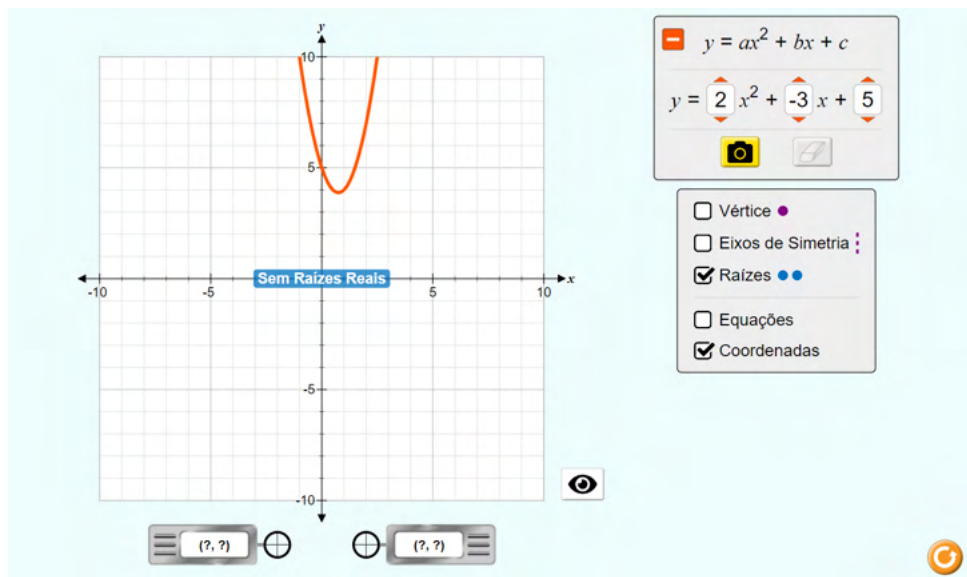 y
10
5
Sem Raízes Reais
x
-10
-5
5
10
-5
-10
(?, ?)
(?, ?)
y = ax² + bx + c
y = 2 x² + -3 x + 5
Vértice
Eixos de Simetria
Raízes
Equações
Coordenadas